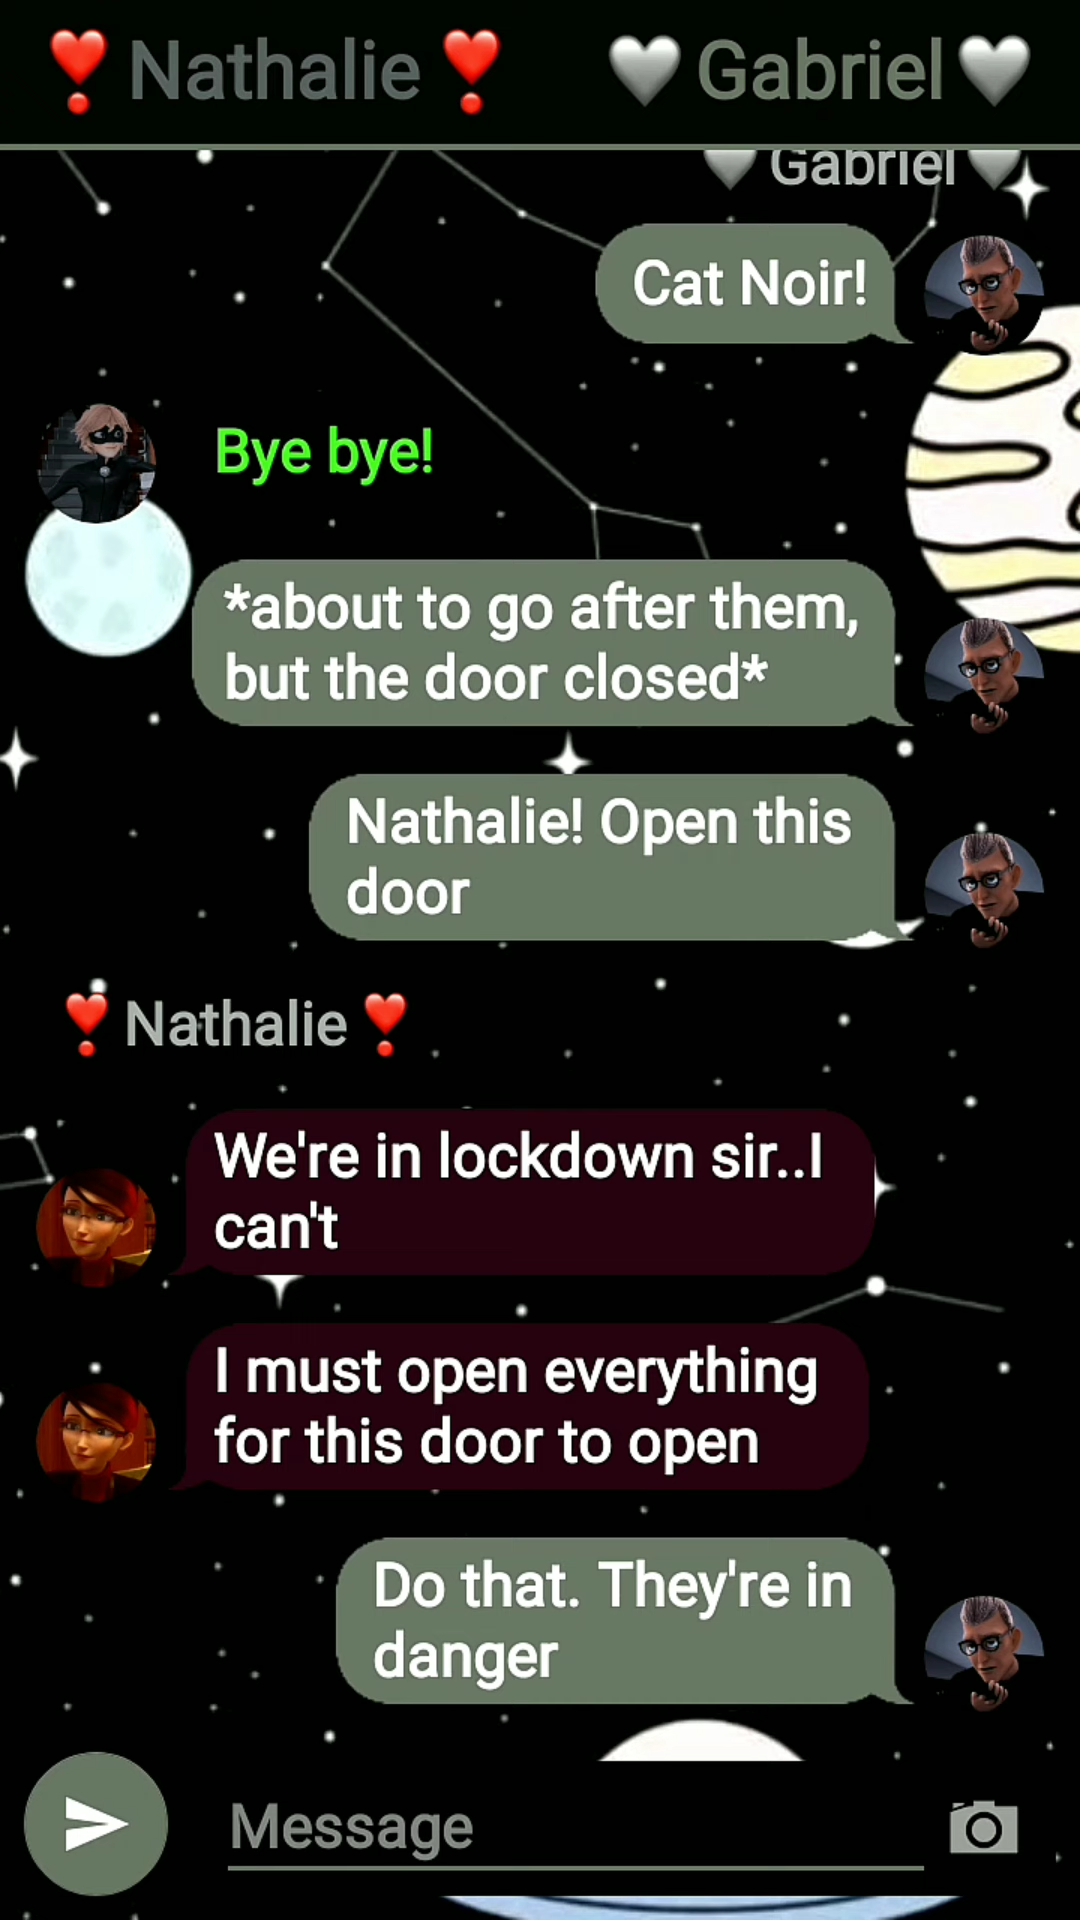 ❣️Nathalie❣️ 🤍Gabriel🤍
🤍Gabriel🤍
Cat Noir!
Bye bye!
*about to go after them,
but the door closed*
Nathalie! Open this
door
❣️Nathalie❣️
We're in lockdown sir..I
can't
I must open everything
for this door to open
Do that. They're in
danger
Message